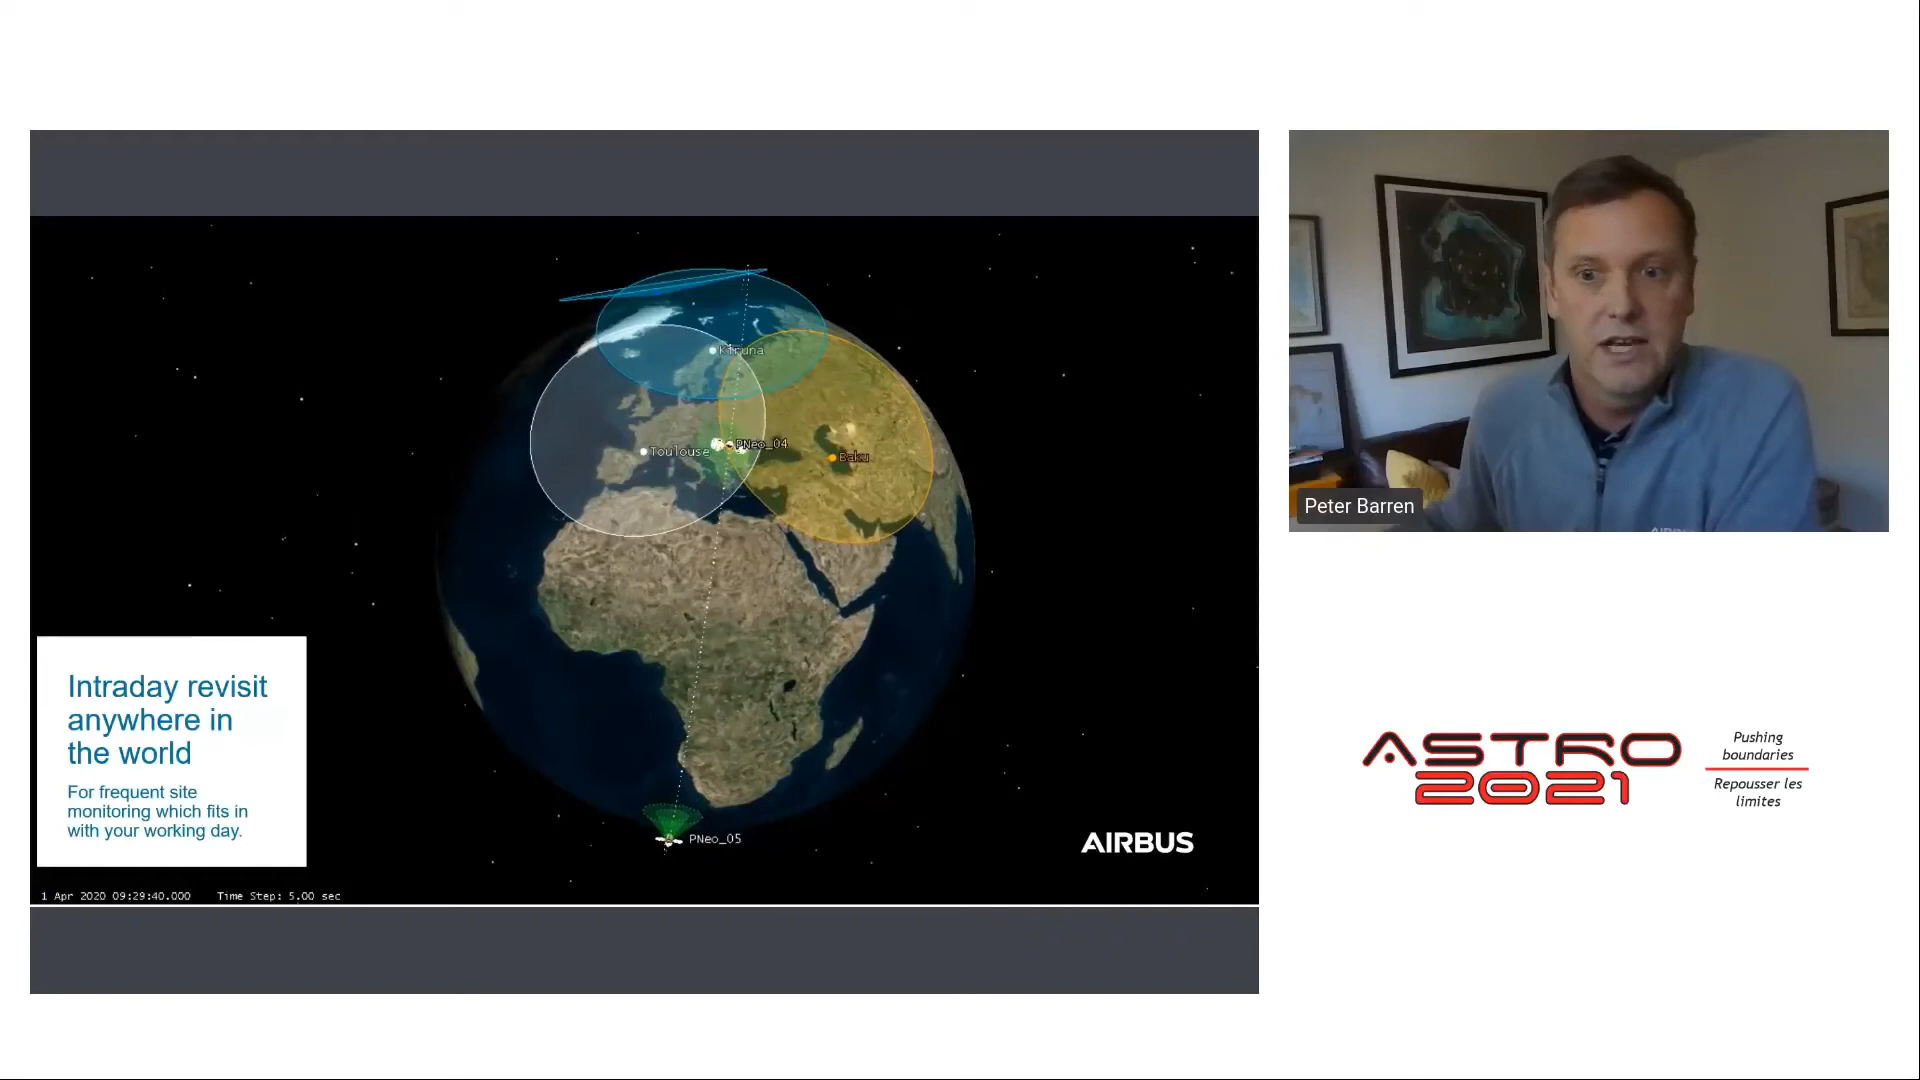 Kiruna
Toulouse
PNeo_04
Baku
PNeo_05
Intraday revisit
anywhere in
the world
For frequent site
monitoring which fits in
with your working day.
AIRBUS
1 Apr 2020 09:29:40.000 Time Step: 5.00 sec
Peter Barren
ASTRO
2021
Pushing
boundaries
Repousser les
limites